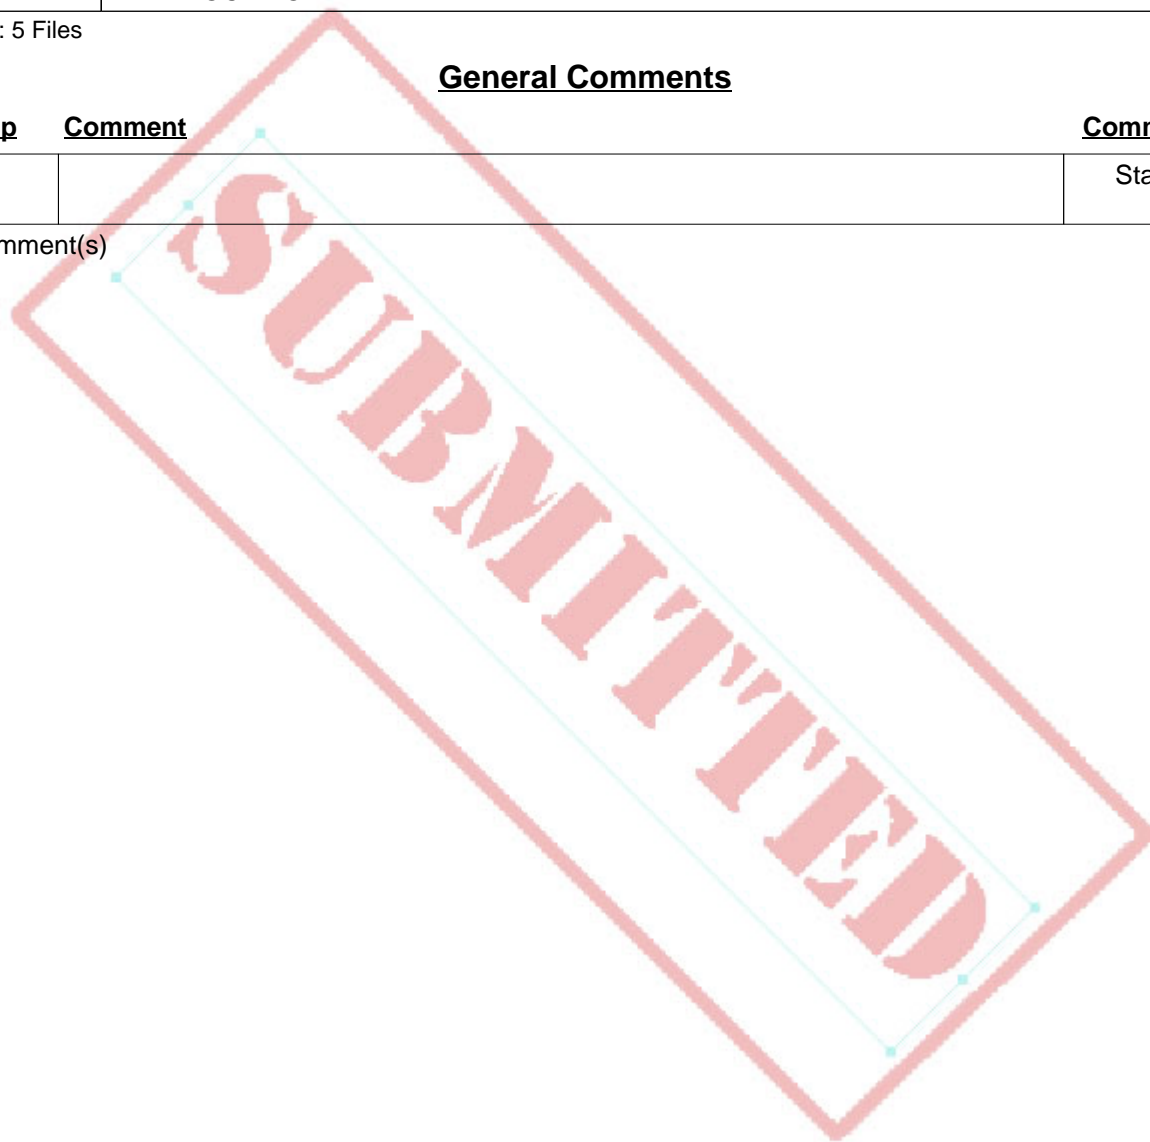 : 5 Files
General Comments
p Comment Comm
Sta
mment(s)
SUBMITTED